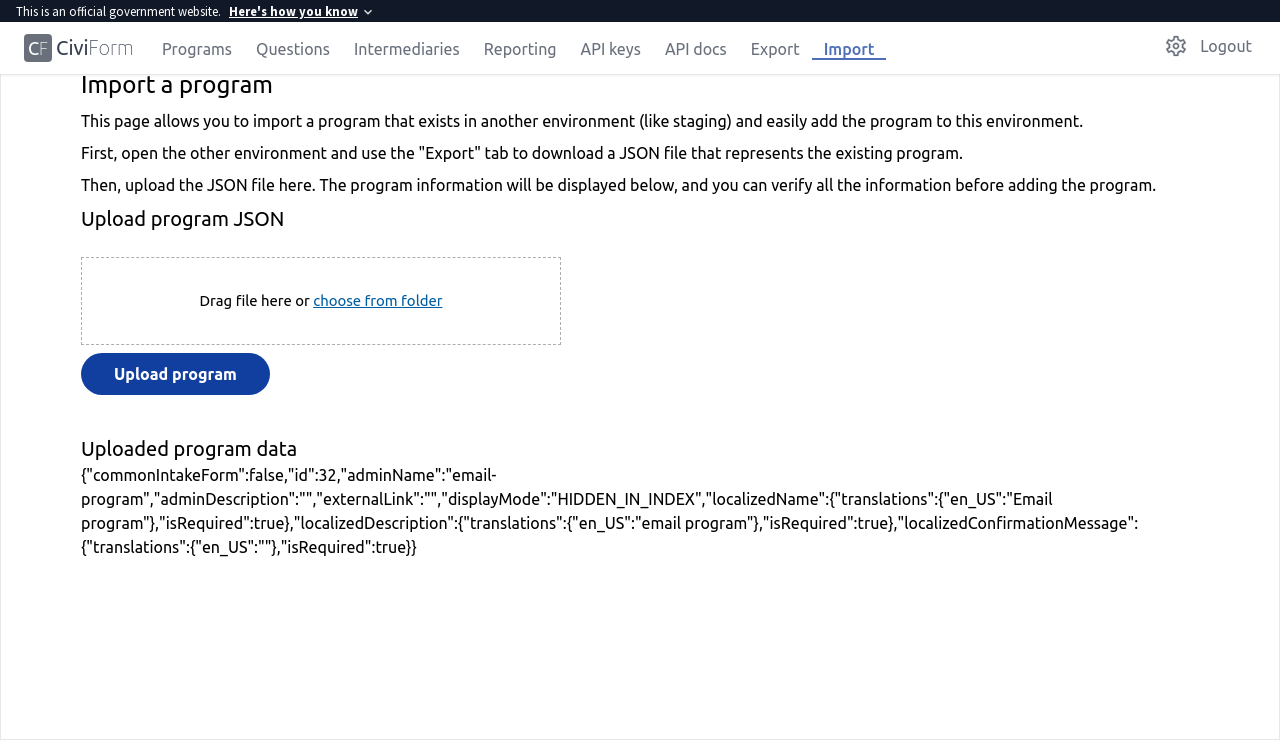 This is an official government website. Here's how you know
CF CiviForm Programs Questions Intermediaries Reporting API keys API docs Export Import Logout
Import a program
This page allows you to import a program that exists in another environment (like staging) and easily add the program to this environment.
First, open the other environment and use the "Export" tab to download a JSON file that represents the existing program.
Then, upload the JSON file here. The program information will be displayed below, and you can verify all the information before adding the program.
Upload program JSON
Drag file here or choose from folder
Upload program
Uploaded program data
{"commonIntakeForm":false,"id":32,"adminName":"email-
program","adminDescription":"","externalLink":"","displayMode":"HIDDEN_IN_INDEX","localizedName":{"translations":{"en_US":"Email
program"},"isRequired":true},"localizedDescription":{"translations":{"en_US":"email program"},"isRequired":true},"localizedConfirmationMessage":
{"translations":{"en_US":""},"isRequired":true}}